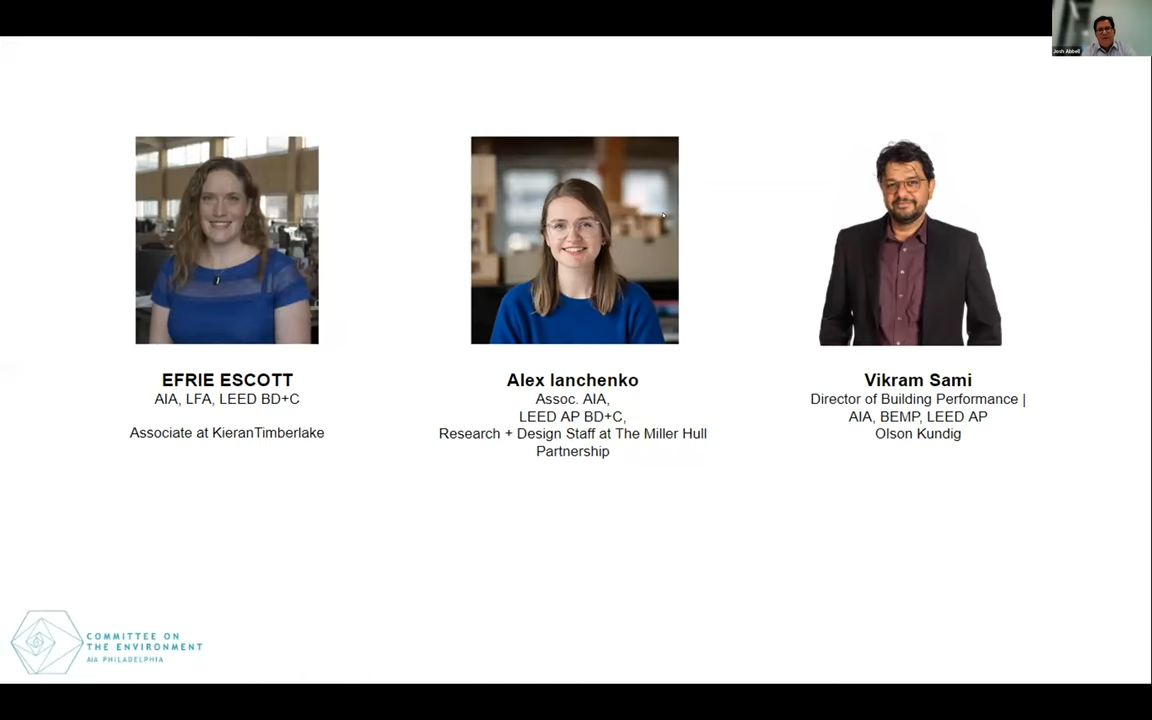 Josh Abbell
EFRIE ESCOTT
AIA, LFA, LEED BD+C
Associate at KieranTimberlake
Alex Ianchenko
Assoc. AIA,
LEED AP BD+C,
Research + Design Staff at The Miller Hull
Partnership
Vikram Sami
Director of Building Performance |
AIA, BEMP, LEED AP
Olson Kundig
COMMITTEE ON
THE ENVIRONMENT
AIA PHILADELPHIA